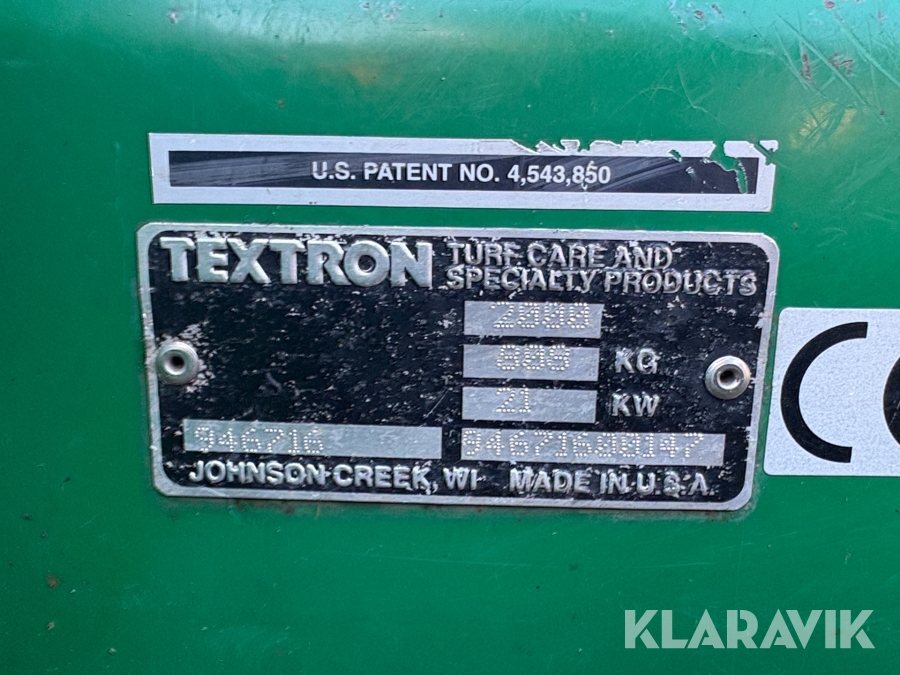 U.S. PATENT NO. 4,543,850
TEXTRON TURF CARE AND SPECIALTY PRODUCTS
2000
KG
21 KW
946716
JOHNSON CREEK, WI MADE IN U.S.A.
CE
KLARAVIK